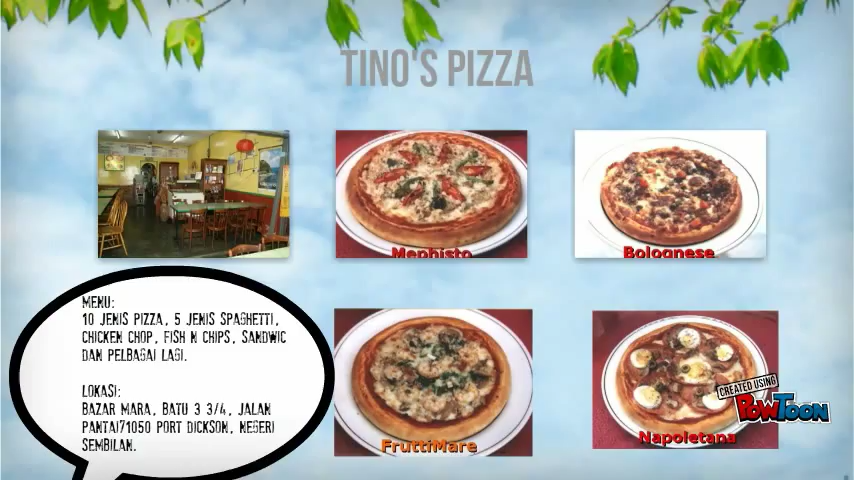 TINO'S PIZZA
Mephisto
Bolognese
MENU:
10 JENIS PIZZA, 5 JENIS SPAGHETTI,
CHICKEN CHOP, FISH N CHIPS, SANDWIC
DAN PELBAGAI LAGI.
LOKASI:
BAZAR MARA, BATU 3 3/4, JALAN
PANTAI71050 PORT DICKSON, NEGERI
SEMBILAN.
FruttiMare
Napoletana
CREATED USING
POWTOON